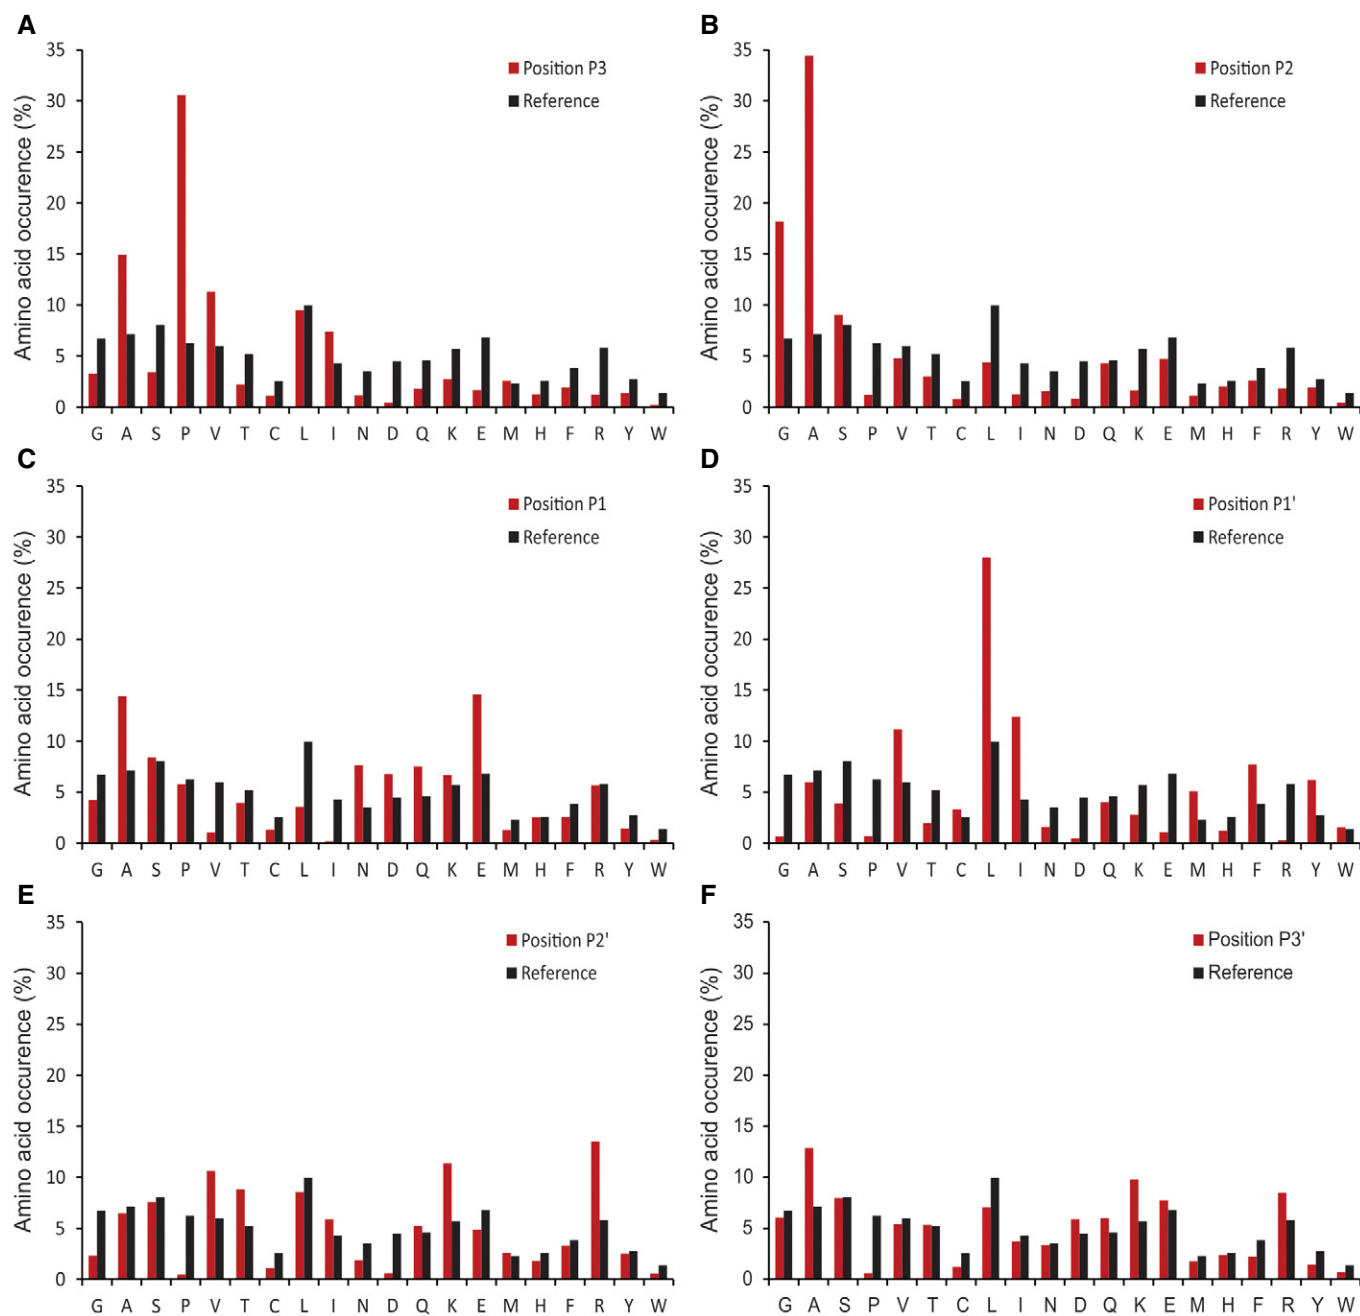 A
Amino acid occurence (%)
35
30
25
20
15
10
5
0
Position P3
Reference
G A S P V T C L I N D Q K E M H F R Y W
B
Amino acid occurence (%)
35
30
25
20
15
10
5
0
Position P2
Reference
G A S P V T C L I N D Q K E M H F R Y W
C
Amino acid occurence (%)
35
30
25
20
15
10
5
0
Position P1
Reference
G A S P V T C L I N D Q K E M H F R Y W
D
Amino acid occurence (%)
35
30
25
20
15
10
5
0
Position P1'
Reference
G A S P V T C L I N D Q K E M H F R Y W
E
Amino acid occurence (%)
35
30
25
20
15
10
5
0
Position P2'
Reference
G A S P V T C L I N D Q K E M H F R Y W
F
Amino acid occurence (%)
35
30
25
20
15
10
5
0
Position P3'
Reference
G A S P V T C L I N D Q K E M H F R Y W